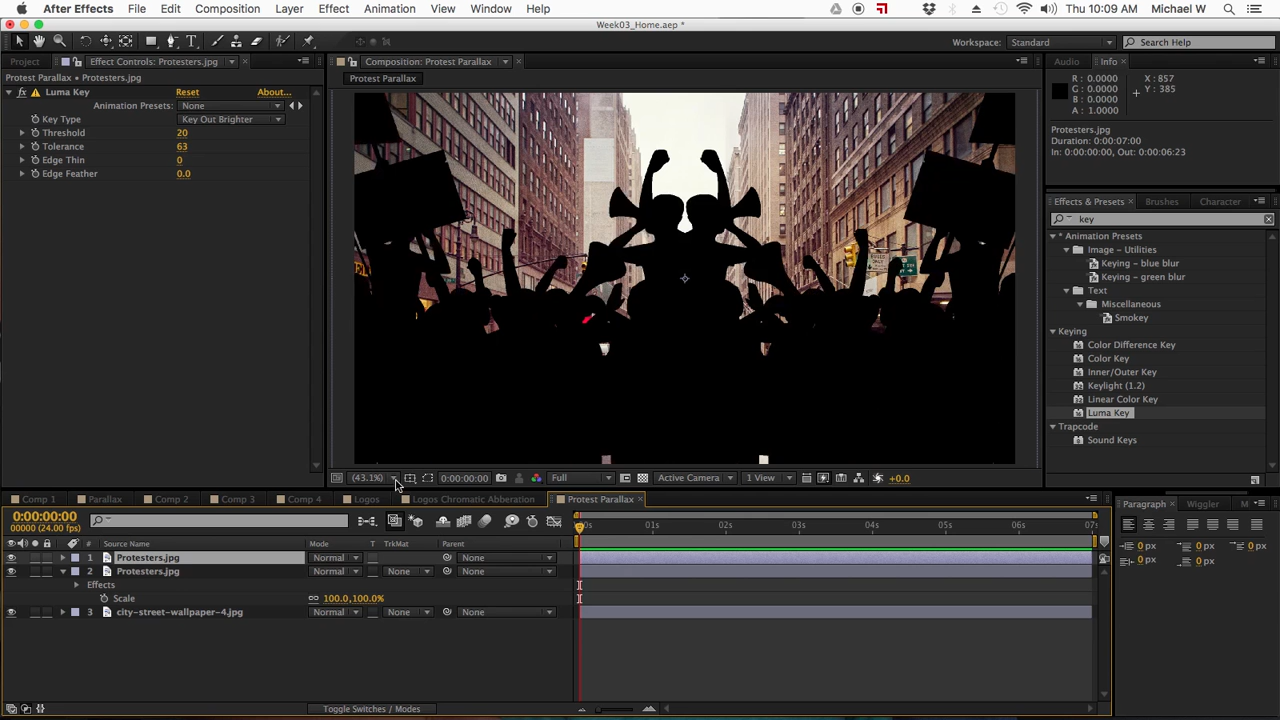 After Effects File Edit Composition Layer Effect Animation View Window Help Thu 10:09 AM Michael W
Week03_Home.aep *
Workspace: Standard Search Help
Project Effect Controls: Protesters.jpg Composition: Protest Parallax Audio Info
Protest Parallax • Protesters.jpg
Protest Parallax
R : 0.0000 X : 857
G : 0.0000 Y : 385
B : 0.0000
A : 1.0000
fx Luma Key Reset About...
Animation Presets: None
Key Type Key Out Brighter
Threshold 20
Tolerance 63
Edge Thin 0
Edge Feather 0.0
Protesters.jpg
Duration: 0:00:07:00
In: 0:00:00:00, Out: 0:00:06:23
Effects & Presets Brushes Character
key
* Animation Presets
Image – Utilities
Keying – blue blur
Keying – green blur
Text
Miscellaneous
Smokey
Keying
Color Difference Key
Color Key
Inner/Outer Key
Keylight (1.2)
Linear Color Key
Luma Key
Trapcode
Sound Keys
(43.1%) 0:00:00:00 Full Active Camera 1 View +0.0
Comp 1 Parallax Comp 2 Comp 3 Comp 4 Logos Logos Chromatic Abberation Protest Parallax
0:00:00:00
00000 (24.00 fps)
0s 01s 02s 03s 04s 05s 06s 07s
# Source Name Mode T TrkMat Parent
1 Protesters.jpg Normal None
2 Protesters.jpg Normal None None
Effects
Scale 100.0,100.0%
3 city-street-wallpaper-4.jpg Normal None None
Toggle Switches / Modes
Paragraph Wiggler M
0 px 0 px 0 px
0 px 0 px